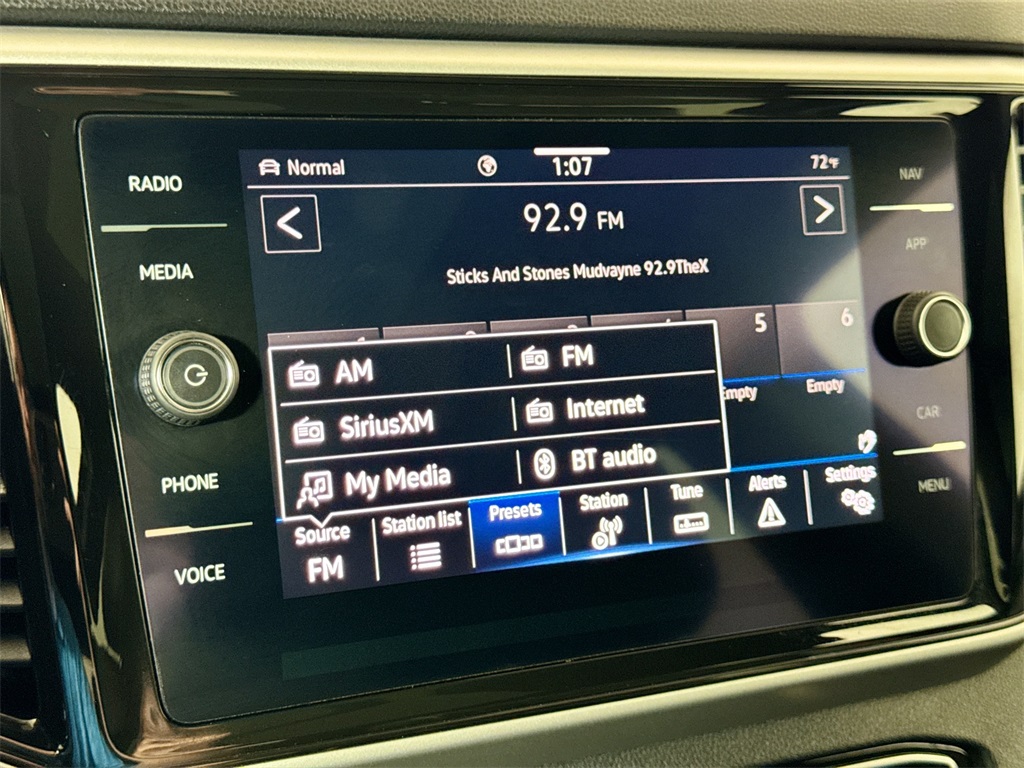 RADIO
MEDIA
PHONE
VOICE
Normal
1:07
72°F
92.9 FM
Sticks And Stones Mudvayne 92.9TheX
5
6
Empty
AM
FM
SiriusXM
Internet
My Media
BT audio
Source
FM
Station list
Presets
Station
Tune
Alerts
Settings
NAV
APP
CAR
MENU